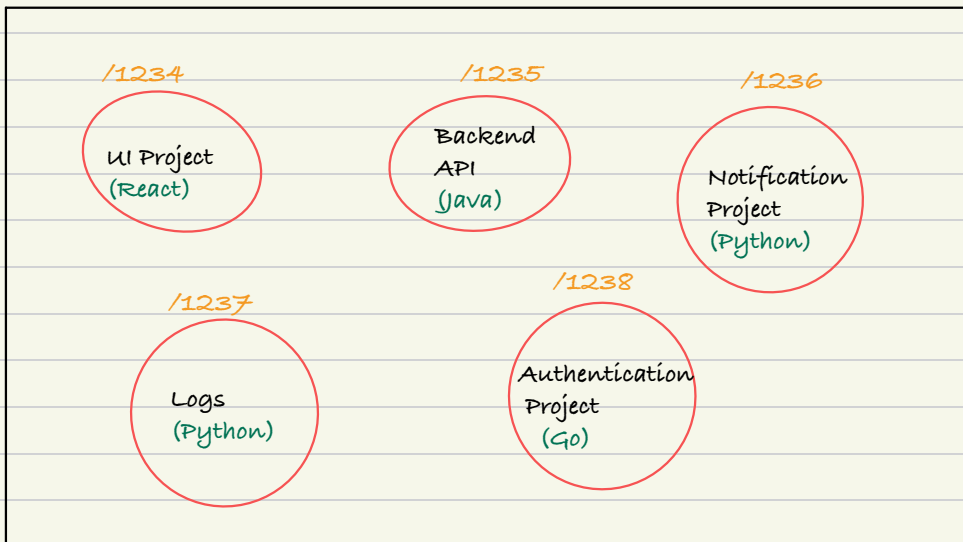 /1234
UI Project
(React)
/1235
Backend
API
(Java)
/1236
Notification
Project
(Python)
/1237
Logs
(Python)
/1238
Authentication
Project
(Go)